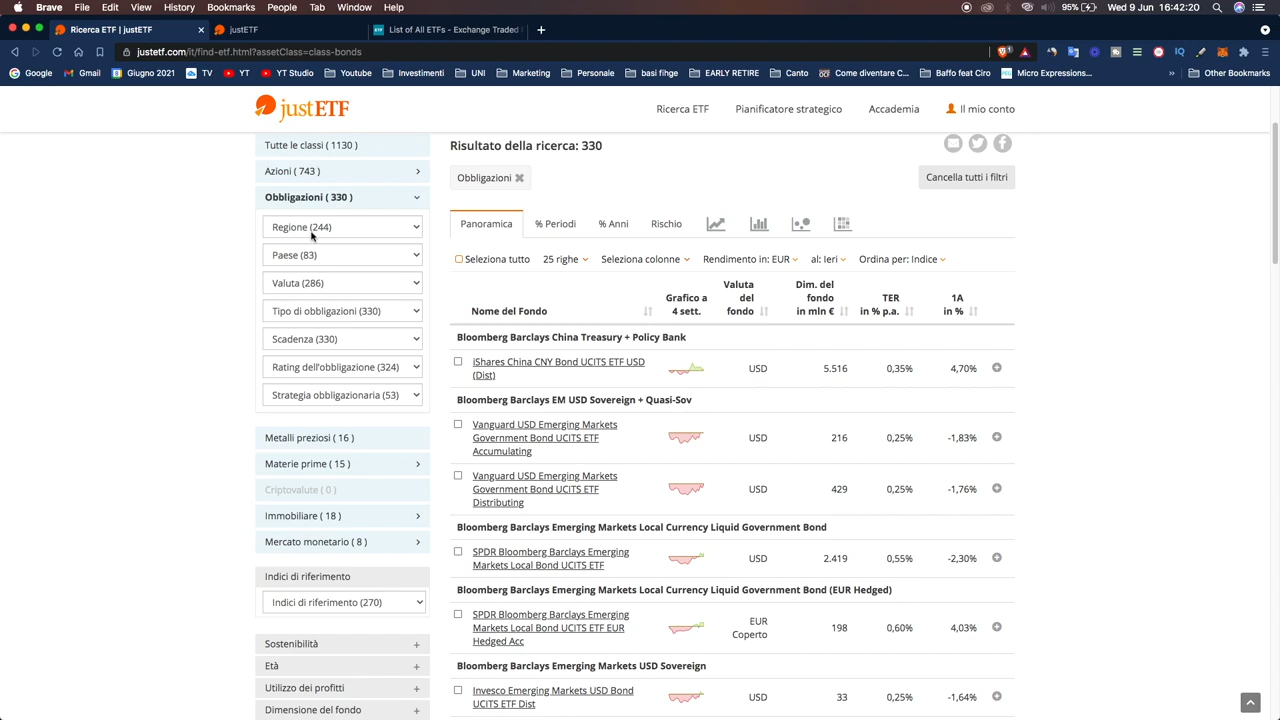 Brave File Edit View History Bookmarks Profiles Tab Window Help
95% Wed 9 Jun 16:42:20
Ricerca ETF | justETF
justETF
List of All ETFs - Exchange Traded
justetf.com/it/find-etf.html?assetClass=class-bonds
Google Gmail Giugno 2021 TV YT YT Studio Youtube Investimenti UN Marketing Personale basi fihge EARLY RETIRE Canto Come diventare C... Baffo feat Ciro Micro Expressions... » Other Bookmarks
justETF
Ricerca ETF Pianificatore strategico Accademia Il mio conto
Tutte le classi ( 1130 )
Azioni ( 743 )
Obbligazioni ( 330 )
Regione (244)
Paese (83)
Valuta (286)
Tipo di obbligazioni (330)
Scadenza (330)
Rating dell'obbligazione (324)
Strategia obbligazionaria (53)
Metalli preziosi ( 16 )
Materie prime ( 15 )
Criptovalute ( 0 )
Immobiliare ( 18 )
Mercato monetario ( 8 )
Indici di riferimento
Indici di riferimento (270)
Sostenibilità +
Età +
Utilizzo dei profitti +
Dimensione del fondo +
Risultato della ricerca: 330
Obbligazioni
Cancella tutti i filtri
Panoramica % Periodi % Anni Rischio
Seleziona tutto 25 righe Seleziona colonne Rendimento in: EUR al: Ieri Ordina per: Indice
Nome del Fondo
Grafico a
4 sett.
Valuta
del
fondo
Dim. del
fondo
in mln €
TER
in % p.a.
1A
in %
Bloomberg Barclays China Treasury + Policy Bank
iShares China CNY Bond UCITS ETF USD
(Dist)
USD 5.516 0,35% 4,70%
Bloomberg Barclays EM USD Sovereign + Quasi-Sov
Vanguard USD Emerging Markets
Government Bond UCITS ETF
Accumulating
USD 216 0,25% -1,83%
Vanguard USD Emerging Markets
Government Bond UCITS ETF
Distributing
USD 429 0,25% -1,76%
Bloomberg Barclays Emerging Markets Local Currency Liquid Government Bond
SPDR Bloomberg Barclays Emerging
Markets Local Bond UCITS ETF
USD 2.419 0,55% -2,30%
Bloomberg Barclays Emerging Markets Local Currency Liquid Government Bond (EUR Hedged)
SPDR Bloomberg Barclays Emerging
Markets Local Bond UCITS ETF EUR
Hedged Acc
EUR
Coperto
198 0,60% 4,03%
Bloomberg Barclays Emerging Markets USD Sovereign
Invesco Emerging Markets USD Bond
UCITS ETF Dist
USD 33 0,25% -1,64%